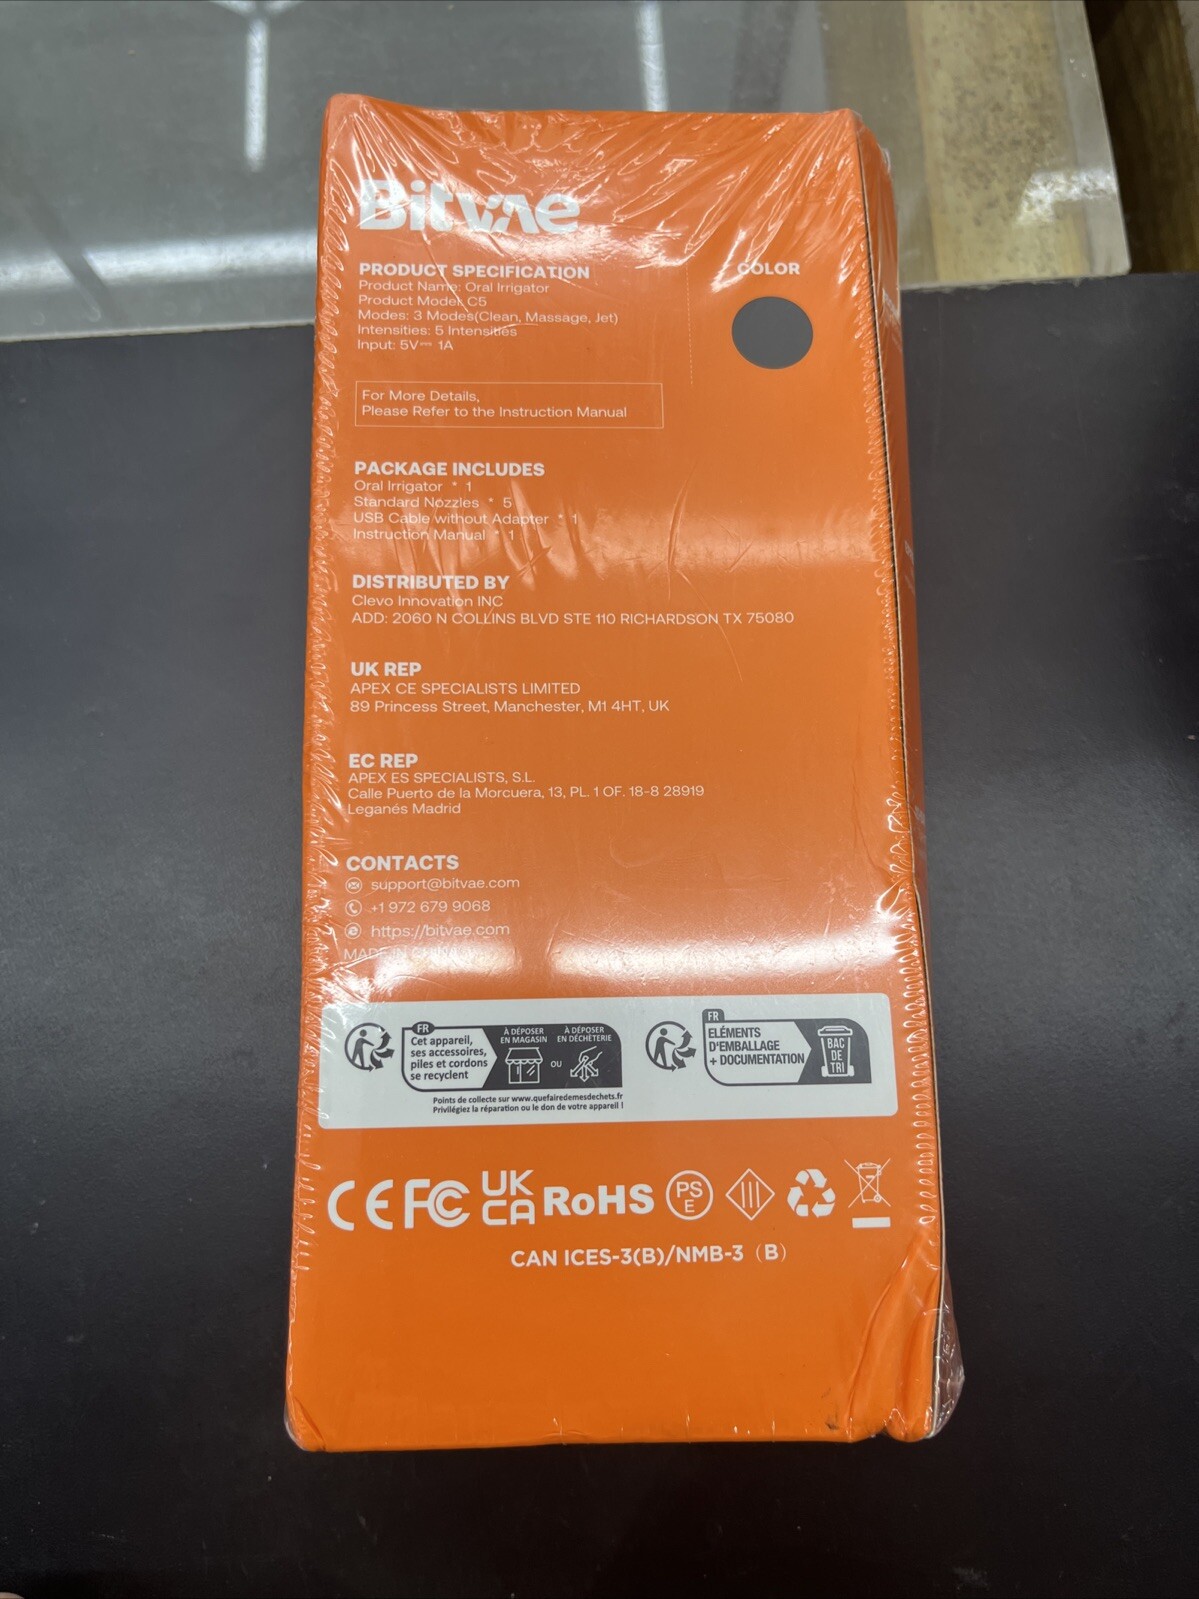 Bitvae
PRODUCT SPECIFICATION
Product Name: Oral Irrigator
Product Model: C5
Modes: 3 Modes(Clean, Massage, Jet)
Intensities: 5 Intensities
Input: 5V⎓ 1A
COLOR
For More Details,
Please Refer to the Instruction Manual
PACKAGE INCLUDES
Oral Irrigator * 1
Standard Nozzles * 5
USB Cable without Adapter * 1
Instruction Manual * 1
DISTRIBUTED BY
Clevo Innovation INC
ADD: 2060 N COLLINS BLVD STE 110 RICHARDSON TX 75080
UK REP
APEX CE SPECIALISTS LIMITED
89 Princess Street, Manchester, M1 4HT, UK
EC REP
APEX ES SPECIALISTS, S.L.
Calle Puerto de la Morcuera, 13, PL. 1 OF. 18-8 28919
Leganés Madrid
CONTACTS
support@bitvae.com
+1 972 679 9068
https://bitvae.com
MADE IN CHINA
FR
Cet appareil,
ses accessoires,
piles et cordons
se recyclent
À DÉPOSER
EN MAGASIN
OU
À DÉPOSER
EN DÉCHÈTERIE
Points de collecte sur www.quefairedemesdechets.fr
Privilégiez la réparation ou le don de votre appareil !
FR
ELÉMENTS
D'EMBALLAGE
+ DOCUMENTATION
BAC
DE
TRI
CE FC UK
CA RoHS PS
E
CAN ICES-3(B)/NMB-3 (B)